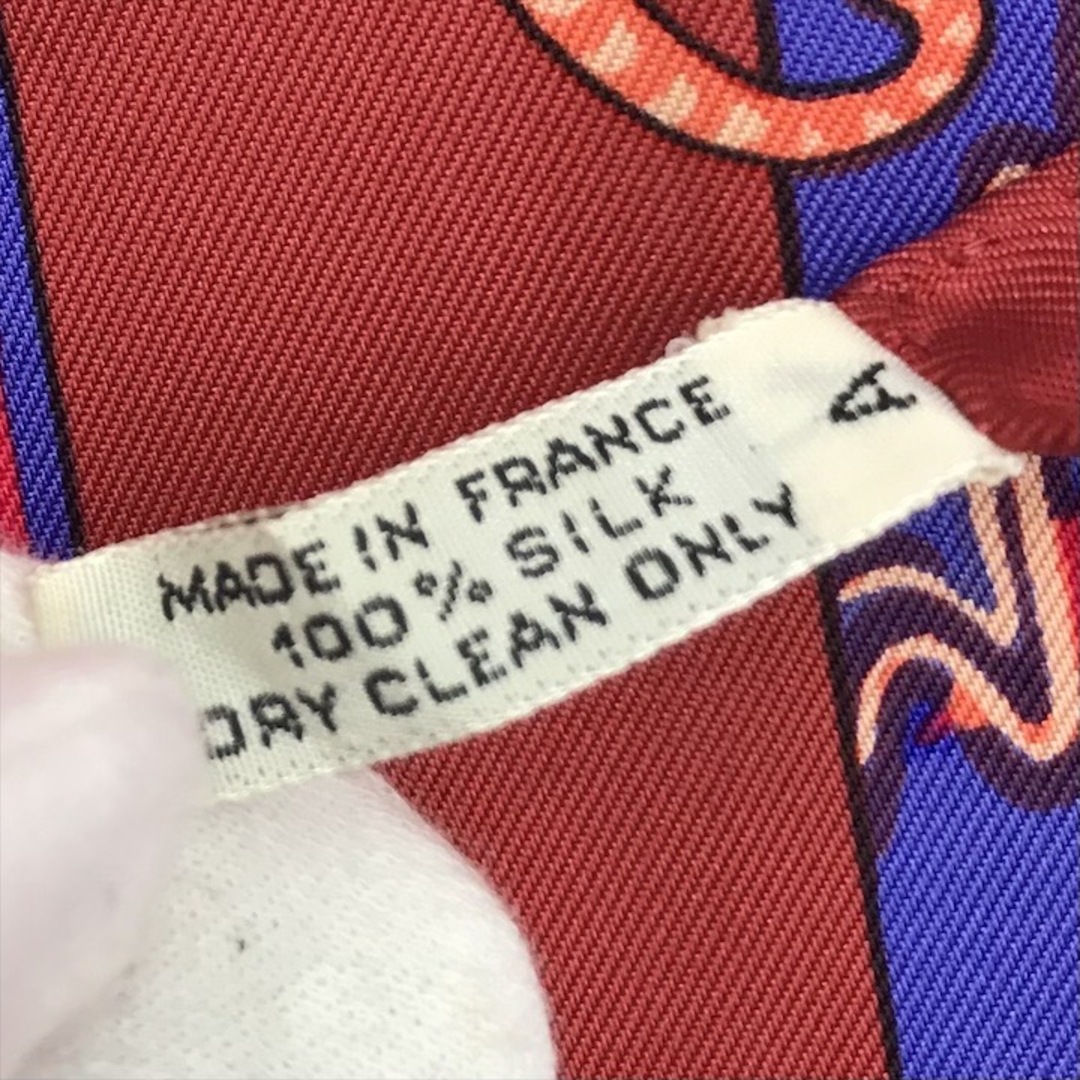 MADE IN FRANCE
100% SILK
DRY CLEAN ONLY
A